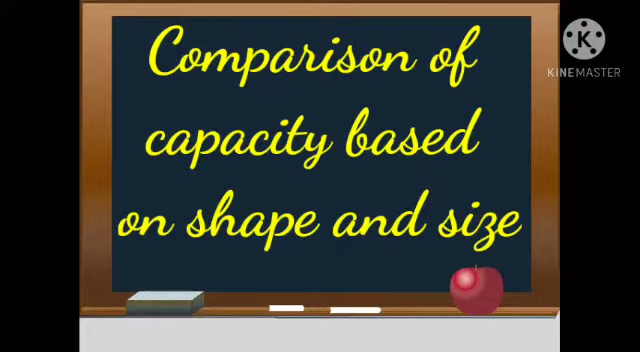 Comparison of
capacity based
on shape and size
K
KINEMASTER